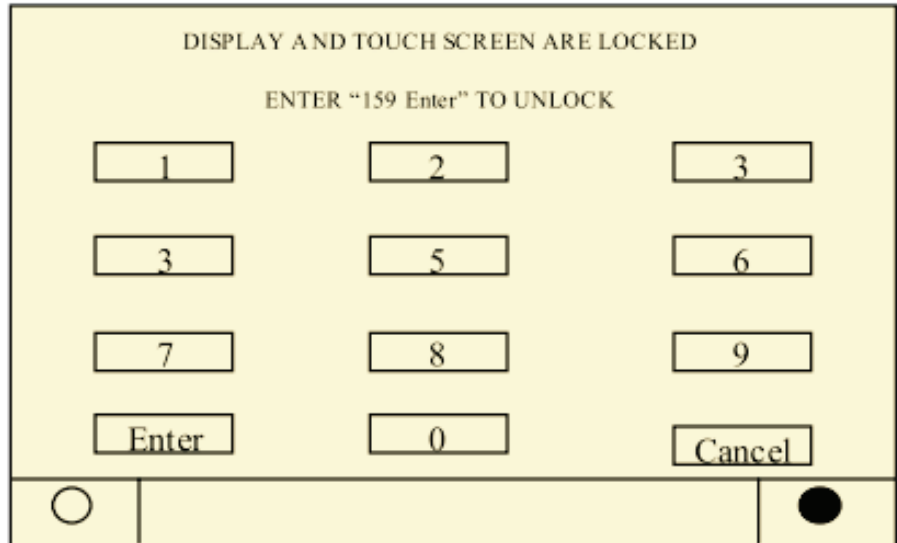 DISPLAY AND TOUCH SCREEN ARE LOCKED
ENTER “159 Enter” TO UNLOCK
1 2 3
3 5 6
7 8 9
Enter 0 Cancel